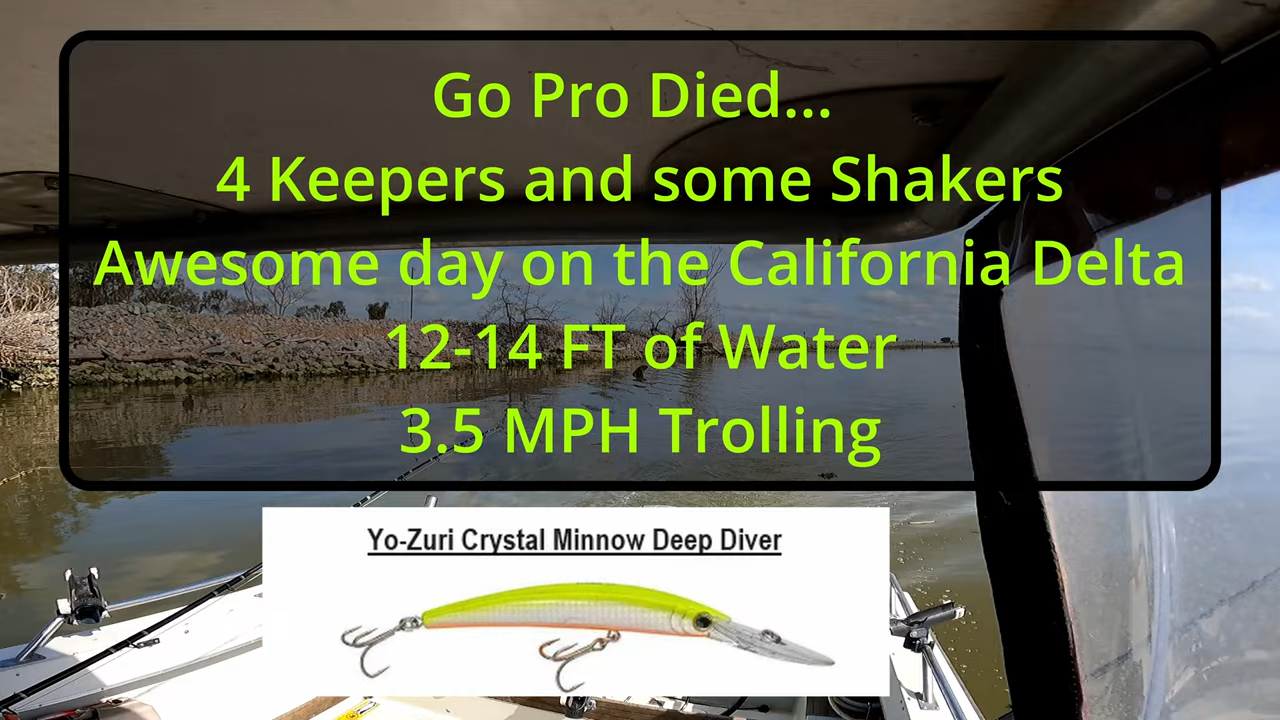 Go Pro Died...
4 Keepers and some Shakers
Awesome day on the California Delta
12-14 FT of Water
3.5 MPH Trolling
Yo-Zuri Crystal Minnow Deep Diver